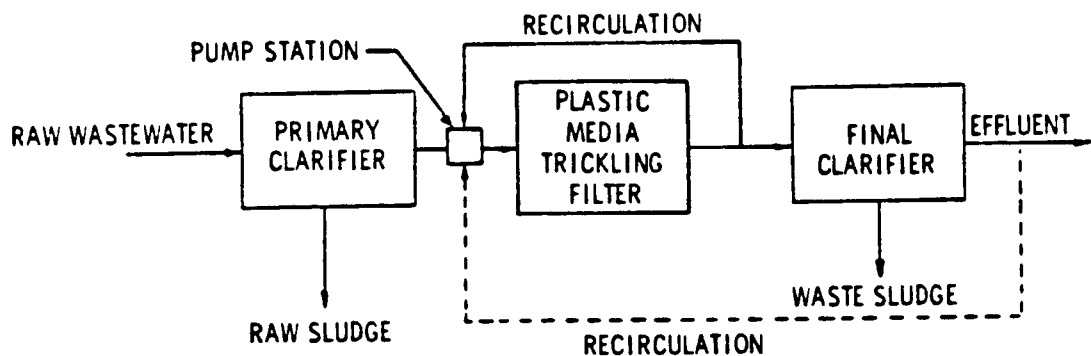 RECIRCULATION
PUMP STATION
RAW WASTEWATER
PRIMARY
CLARIFIER
PLASTIC
MEDIA
TRICKLING
FILTER
FINAL
CLARIFIER
EFFLUENT
RAW SLUDGE
WASTE SLUDGE
RECIRCULATION